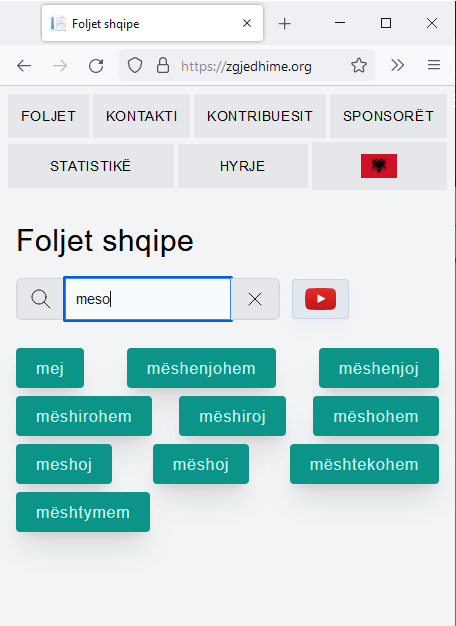 Foljet shqipe
https://zgjedhime.org
FOLJET KONTAKTI KONTRIBUESIT SPONSORËT
STATISTIKË HYRJE
Foljet shqipe
meso
mej mëshenjohem mëshenjoj
mëshirohem mëshiroj mëshohem
meshoj mëshoj mështekohem
mështymem